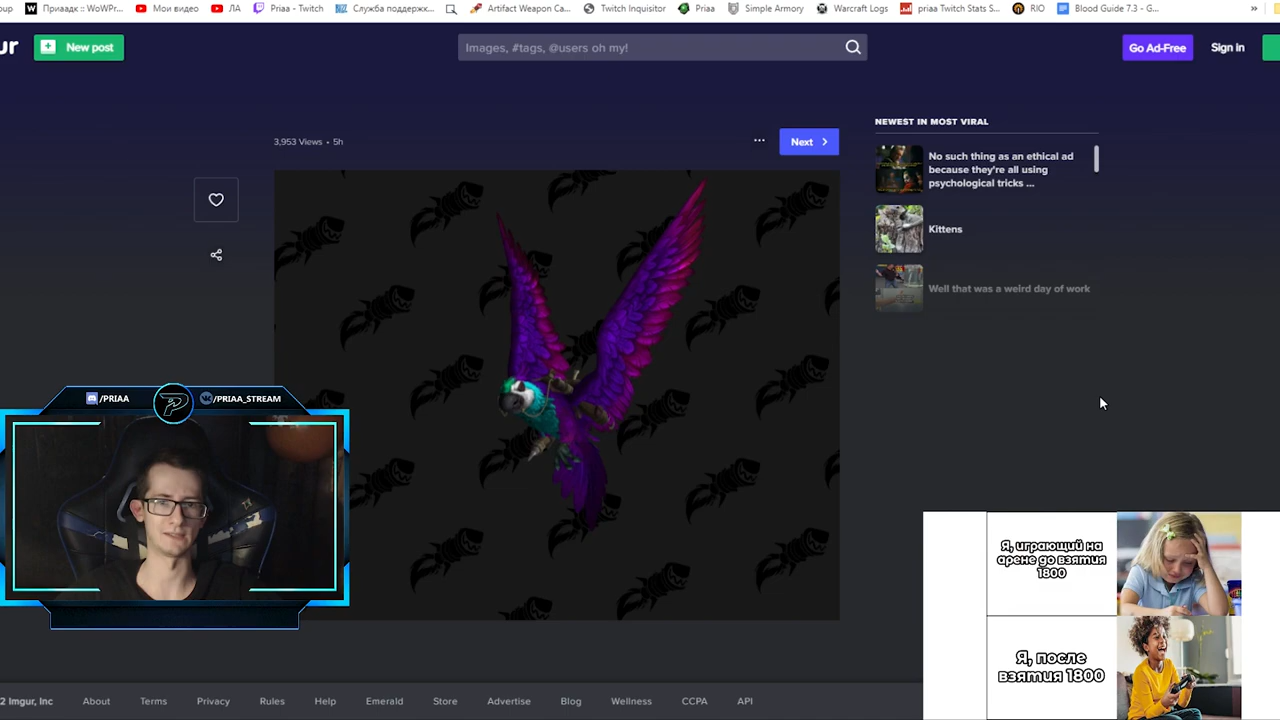 oup
Приаадк :: WoWPr...
Мои видео
ЛА
Priaa - Twitch
Служба поддержк...
Artifact Weapon Ca...
Twitch Inquisitor
Priaa
Simple Armory
Warcraft Logs
priaa Twitch Stats S...
RIO
Blood Guide 7.3 - G...
»
ur
New post
Images, #tags, @users oh my!
Go Ad-Free
Sign in
3,953 Views • 5h
Next
NEWEST IN MOST VIRAL
No such thing as an ethical ad
because they're all using
psychological tricks ...
Kittens
Well that was a weird day of work
/PRIAA
/PRIAA_STREAM
Я, играющий на
арене до взятия
1800
Я, после
взятия 1800
2 Imgur, Inc
About
Terms
Privacy
Rules
Help
Emerald
Store
Advertise
Blog
Wellness
CCPA
API